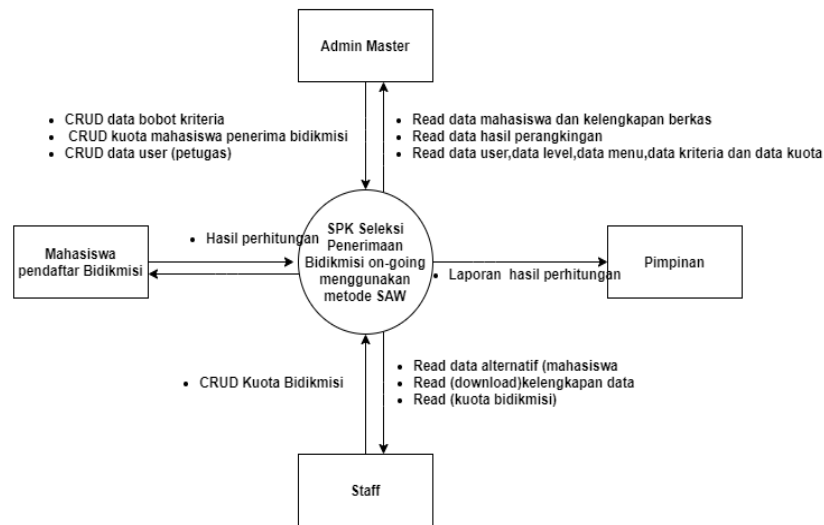 Admin Master
• CRUD data bobot kriteria
• CRUD kuota mahasiswa penerima bidikmisi
• CRUD data user (petugas)
• Read data mahasiswa dan kelengkapan berkas
• Read data hasil perangkingan
• Read data user,data level,data menu,data kriteria dan data kuota
Mahasiswa
pendaftar Bidikmisi
• Hasil perhitungan
SPK Seleksi
Penerimaan
Bidikmisi on-going
menggunakan
metode SAW
• Laporan hasil perhitungan
Pimpinan
• CRUD Kuota Bidikmisi
• Read data alternatif (mahasiswa
• Read (download)kelengkapan data
• Read (kuota bidikmisi)
Staff